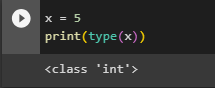 x = 5
print(type(x))
<class 'int'>